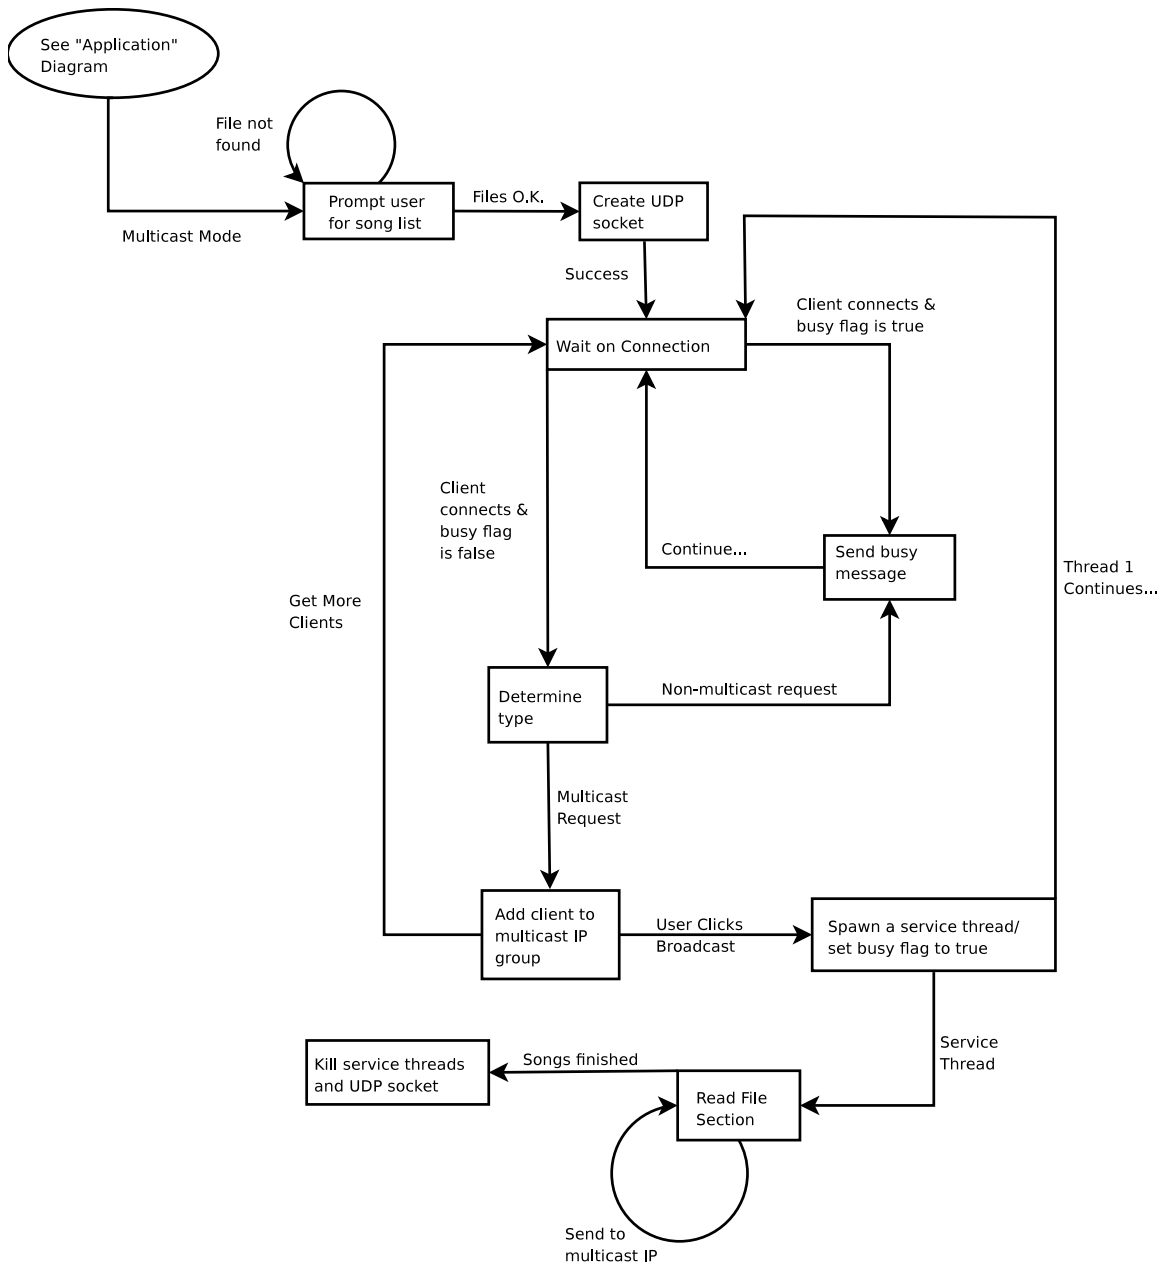 See "Application"
Diagram
File not
found
Prompt user
for song list
Files O.K.
Create UDP
socket
Multicast Mode
Success
Client connects &
busy flag is true
Wait on Connection
Client
connects &
busy flag
is false
Continue...
Send busy
message
Thread 1
Continues...
Get More
Clients
Determine
type
Non-multicast request
Multicast
Request
Add client to
multicast IP
group
User Clicks
Broadcast
Spawn a service thread/
set busy flag to true
Service
Thread
Kill service threads
and UDP socket
Songs finished
Read File
Section
Send to
multicast IP